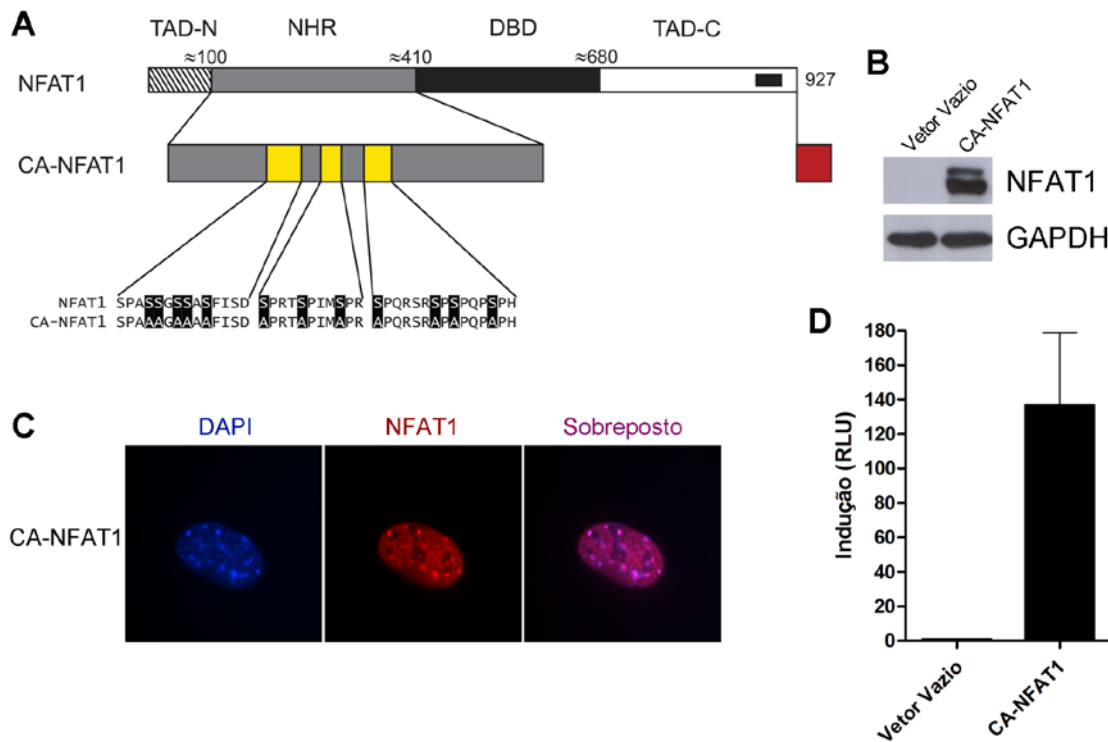 A
TAD-N NHR DBD TAD-C
≈100 ≈410 ≈680
NFAT1 927
CA-NFAT1
NFAT1 SPASSGSSASFISD SPRTSPIMSPR SPQRSRSPSPQPSPH
CA-NFAT1 SPAAAGAAAAFISD APRTAPIMAPR APQRSRAPAPQPAPH
B
Vetor Vazio CA-NFAT1
NFAT1
GAPDH
C
DAPI NFAT1 Sobreposto
CA-NFAT1
D
Indução (RLU)
180
160
140
120
100
80
60
40
20
0
Vetor Vazio CA-NFAT1